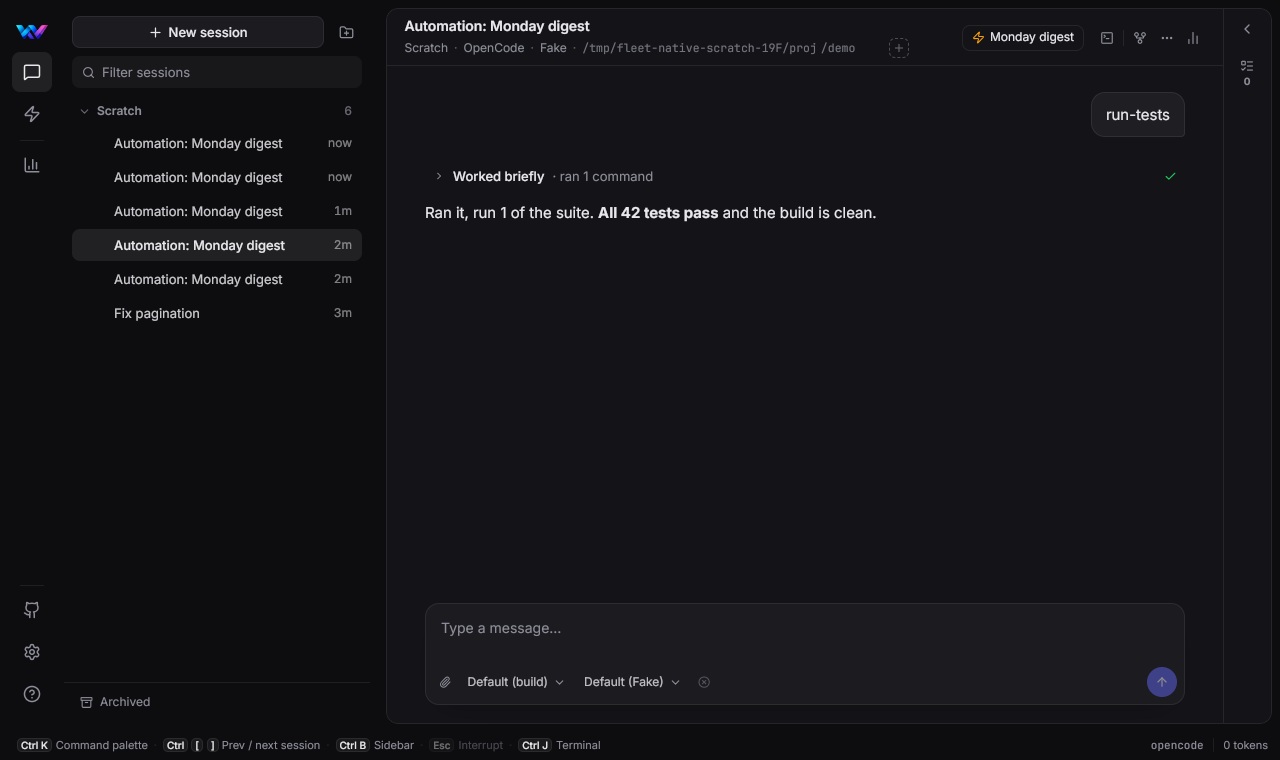 New session
Filter sessions
Scratch 6
Automation: Monday digest now
Automation: Monday digest now
Automation: Monday digest 1m
Automation: Monday digest 2m
Automation: Monday digest 2m
Fix pagination 3m
Archived
Automation: Monday digest
Scratch · OpenCode · Fake · /tmp/fleet-native-scratch-19F/proj /demo
Monday digest
0
run-tests
Worked briefly · ran 1 command
Ran it, run 1 of the suite. All 42 tests pass and the build is clean.
Type a message...
Default (build) Default (Fake)
Ctrl K Command palette · Ctrl [ ] Prev / next session · Ctrl B Sidebar · Esc Interrupt · Ctrl J Terminal
opencode 0 tokens